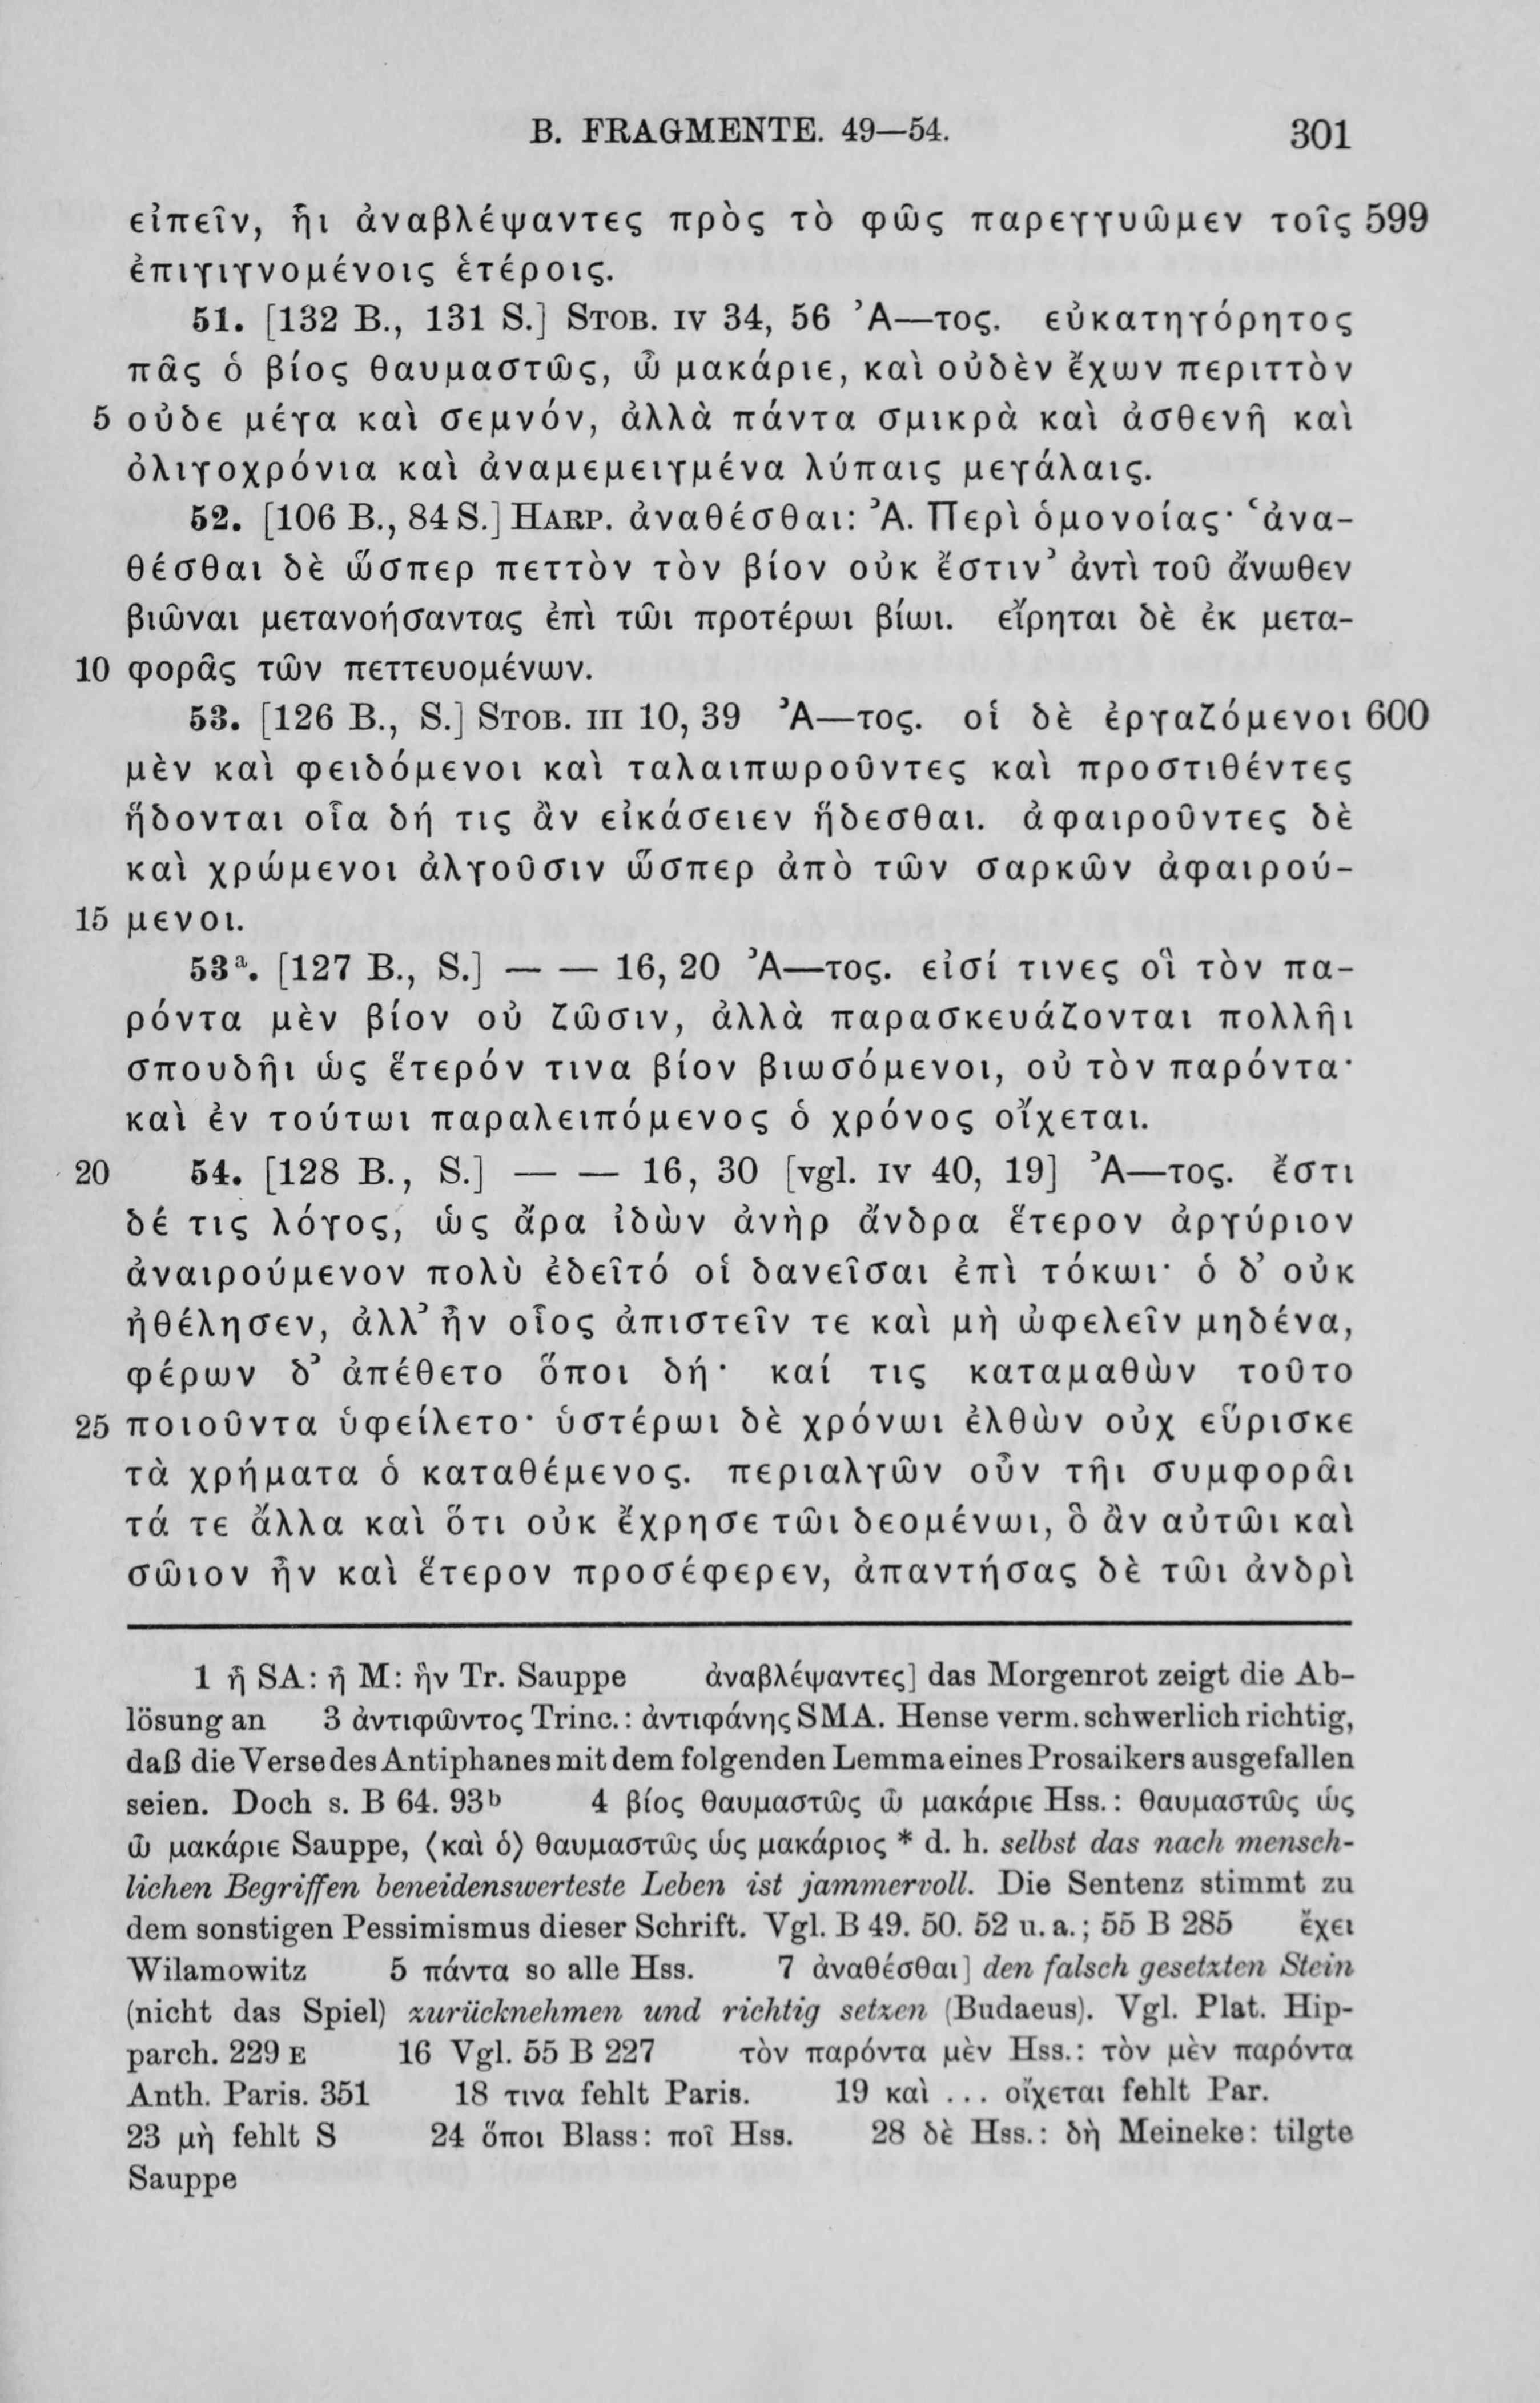 B. FRAGMENTE. 49—54. 301
εἰπεῖν, ἧι ἀναβλέψαντες πρὸς τὸ φῶς παρεγγυῶμεν τοῖς 599
ἐπιγιγνομένοις ἑτέροις.
51. [132 B., 131 S.] STOB. IV 34, 56 Ἀ—τος. εὐκατηγόρητος
πᾶς ὁ βίος θαυμαστῶς, ὦ μακάριε, καὶ οὐδὲν ἔχων περιττὸν
5 οὐδε μέγα καὶ σεμνόν, ἀλλὰ πάντα σμικρὰ καὶ ἀσθενῆ καὶ
ὀλιγοχρόνια καὶ ἀναμεμειγμένα λύπαις μεγάλαις.
52. [106 B., 84 S.] HARP. ἀναθέσθαι: Ἀ. Περὶ ὁμονοίας· ‘ἀνα-
θέσθαι δὲ ὥσπερ πεττὸν τὸν βίον οὐκ ἔστιν’ ἀντὶ τοῦ ἄνωθεν
βιῶναι μετανοήσαντας ἐπὶ τῶι προτέρωι βίωι. εἴρηται δὲ ἐκ μετα-
10 φορᾶς τῶν πεττευομένων.
53. [126 B., S.] STOB. III 10, 39 Ἀ—τος. οἱ δὲ ἐργαζόμενοι 600
μὲν καὶ φειδόμενοι καὶ ταλαιπωροῦντες καὶ προστιθέντες
ἥδονται οἷα δή τις ἂν εἰκάσειεν ἥδεσθαι. ἀφαιροῦντες δὲ
καὶ χρώμενοι ἀλγοῦσιν ὥσπερ ἀπὸ τῶν σαρκῶν ἀφαιρού-
15 μενοι.
53ª. [127 B., S.] — — 16, 20 Ἀ—τος. εἰσί τινες οἳ τὸν πα-
ρόντα μὲν βίον οὐ ζῶσιν, ἀλλὰ παρασκευάζονται πολλῆι
σπουδῆι ὡς ἕτερόν τινα βίον βιωσόμενοι, οὐ τὸν παρόντα·
καὶ ἐν τούτωι παραλειπόμενος ὁ χρόνος οἴχεται.
20 54. [128 B., S.] — — 16, 30 [vgl. IV 40, 19] Ἀ—τος. ἔστι
δέ τις λόγος, ὡς ἄρα ἰδὼν ἀνὴρ ἄνδρα ἕτερον ἀργύριον
ἀναιρούμενον πολὺ ἐδεῖτό οἱ δανεῖσαι ἐπὶ τόκωι· ὁ δ’ οὐκ
ἠθέλησεν, ἀλλ’ ἦν οἷος ἀπιστεῖν τε καὶ μὴ ὠφελεῖν μηδένα,
φέρων δ’ ἀπέθετο ὅποι δή· καί τις καταμαθὼν τοῦτο
25 ποιοῦντα ὑφείλετο· ὑστέρωι δὲ χρόνωι ἐλθὼν οὐχ εὕρισκε
τὰ χρήματα ὁ καταθέμενος. περιαλγῶν οὖν τῆι συμφορᾶι
τά τε ἄλλα καὶ ὅτι οὐκ ἔχρησε τῶι δεομένωι, ὃ ἂν αὐτῶι καὶ
σῶιον ἦν καὶ ἕτερον προσέφερεν, ἀπαντήσας δὲ τῶι ἀνδρὶ
1 ἧ SA: ἦ M: ἣν Tr. Sauppe ἀναβλέψαντες] das Morgenrot zeigt die Ab-
lösung an 3 ἀντιφῶντος Trinc.: ἀντιφάνης SMA. Hense verm. schwerlich richtig,
daß die Verse des Antiphanes mit dem folgenden Lemma eines Prosaikers ausgefallen
seien. Doch s. B 64. 93ᵇ 4 βίος θαυμαστῶς ὦ μακάριε Hss.: θαυμαστῶς ὡς
ὦ μακάριε Sauppe, ⟨καὶ ὁ⟩ θαυμαστῶς ὡς μακάριος * d. h. selbst das nach mensch-
lichen Begriffen beneidenswerteste Leben ist jammervoll. Die Sentenz stimmt zu
dem sonstigen Pessimismus dieser Schrift. Vgl. B 49. 50. 52 u. a.; 55 B 285 ἔχει
Wilamowitz 5 πάντα so alle Hss. 7 ἀναθέσθαι] den falsch gesetzten Stein
(nicht das Spiel) zurücknehmen und richtig setzen (Budaeus). Vgl. Plat. Hip-
parch. 229 E 16 Vgl. 55 B 227 τὸν παρόντα μὲν Hss.: τὸν μὲν παρόντα
Anth. Paris. 351 18 τινα fehlt Paris. 19 καὶ ... οἴχεται fehlt Par.
23 μὴ fehlt S 24 ὅποι Blass: ποῖ Hss. 28 δὲ Hss.: δὴ Meineke: tilgte
Sauppe